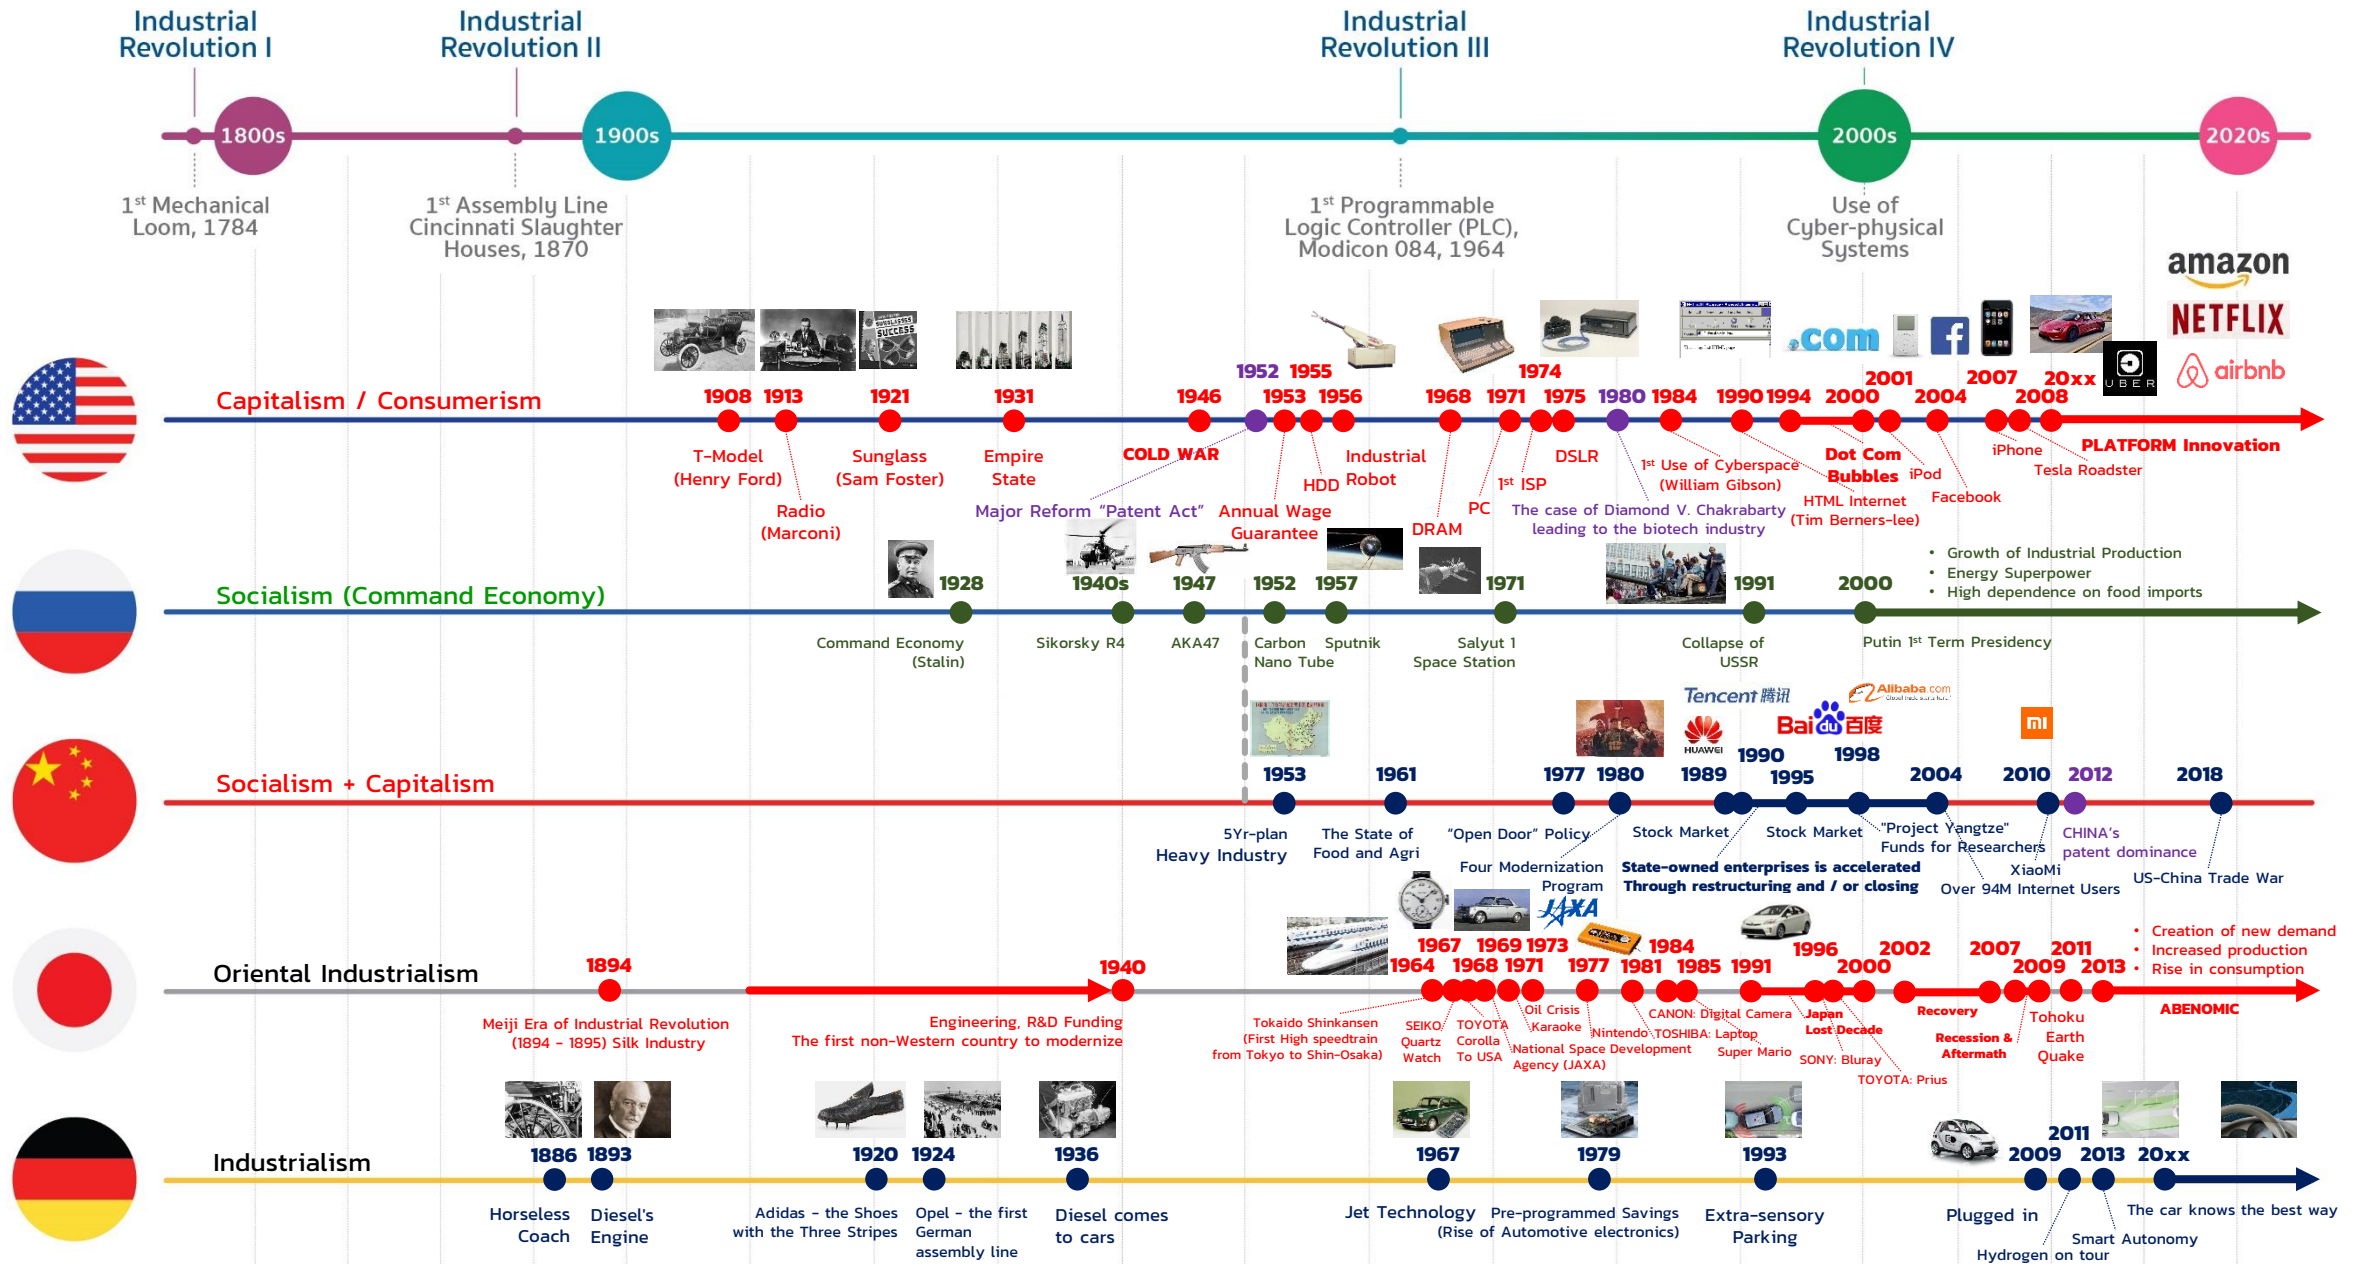 Industrial
Revolution I
Industrial
Revolution II
Industrial
Revolution III
Industrial
Revolution IV
1800s
1900s
2000s
2020s
1st Mechanical
Loom, 1784
1st Assembly Line
Cincinnati Slaughter
Houses, 1870
1st Programmable
Logic Controller (PLC),
Modicon 084, 1964
Use of
Cyber-physical
Systems
amazon
NETFLIX
airbnb
UBER
.com
SUNGLASSES
SUCCESS
Capitalism / Consumerism
1908
1913
1921
1931
1946
1952
1953
1955
1956
1968
1971
1974
1975
1980
1984
1990
1994
2000
2001
2004
2007
2008
20xx
T-Model
(Henry Ford)
Radio
(Marconi)
Sunglass
(Sam Foster)
Empire
State
COLD WAR
Major Reform “Patent Act”
Annual Wage
Guarantee
HDD
Industrial
Robot
DRAM
PC
1st ISP
DSLR
The case of Diamond V. Chakrabarty
leading to the biotech industry
1st Use of Cyberspace
(William Gibson)
HTML Internet
(Tim Berners-lee)
Dot Com
Bubbles
iPod
Facebook
iPhone
Tesla Roadster
PLATFORM Innovation
Socialism (Command Economy)
1928
1940s
1947
1952
1957
1971
1991
2000
Command Economy
(Stalin)
Sikorsky R4
AKA47
Carbon
Nano Tube
Sputnik
Salyut 1
Space Station
Collapse of
USSR
Putin 1st Term Presidency
• Growth of Industrial Production
• Energy Superpower
• High dependence on food imports
Tencent 腾讯
HUAWEI
Baidu百度
Alibaba.com
mi
Socialism + Capitalism
1953
1961
1977
1980
1989
1990
1995
1998
2004
2010
2012
2018
5Yr-plan
Heavy Industry
The State of
Food and Agri
“Open Door” Policy
Four Modernization
Program
Stock Market
State-owned enterprises is accelerated
Through restructuring and / or closing
Stock Market
"Project Yangtze"
Funds for Researchers
Over 94M Internet Users
XiaoMi
CHINA’s
patent dominance
US-China Trade War
JAXA
Oriental Industrialism
1894
1940
1964
1967
1968
1969
1971
1973
1977
1981
1984
1985
1991
1996
2000
2002
2007
2009
2011
2013
Meiji Era of Industrial Revolution
(1894 - 1895) Silk Industry
Engineering, R&D Funding
The first non-Western country to modernize
Tokaido Shinkansen
(First High speedtrain
from Tokyo to Shin-Osaka)
SEIKO
Quartz
Watch
TOYOTA
Corolla
To USA
National Space Development
Agency (JAXA)
Oil Crisis
Karaoke
Nintendo
TOSHIBA: Laptop
CANON: Digital Camera
Super Mario
Japan
Lost Decade
SONY: Bluray
TOYOTA: Prius
Recovery
Recession &
Aftermath
Tohoku
Earth
Quake
ABENOMIC
• Creation of new demand
• Increased production
• Rise in consumption
Industrialism
1886
1893
1920
1924
1936
1967
1979
1993
2009
2011
2013
20xx
Horseless
Coach
Diesel's
Engine
Adidas - the Shoes
with the Three Stripes
Opel - the first
German
assembly line
Diesel comes
to cars
Jet Technology
Pre-programmed Savings
(Rise of Automotive electronics)
Extra-sensory
Parking
Plugged in
Hydrogen on tour
Smart Autonomy
The car knows the best way